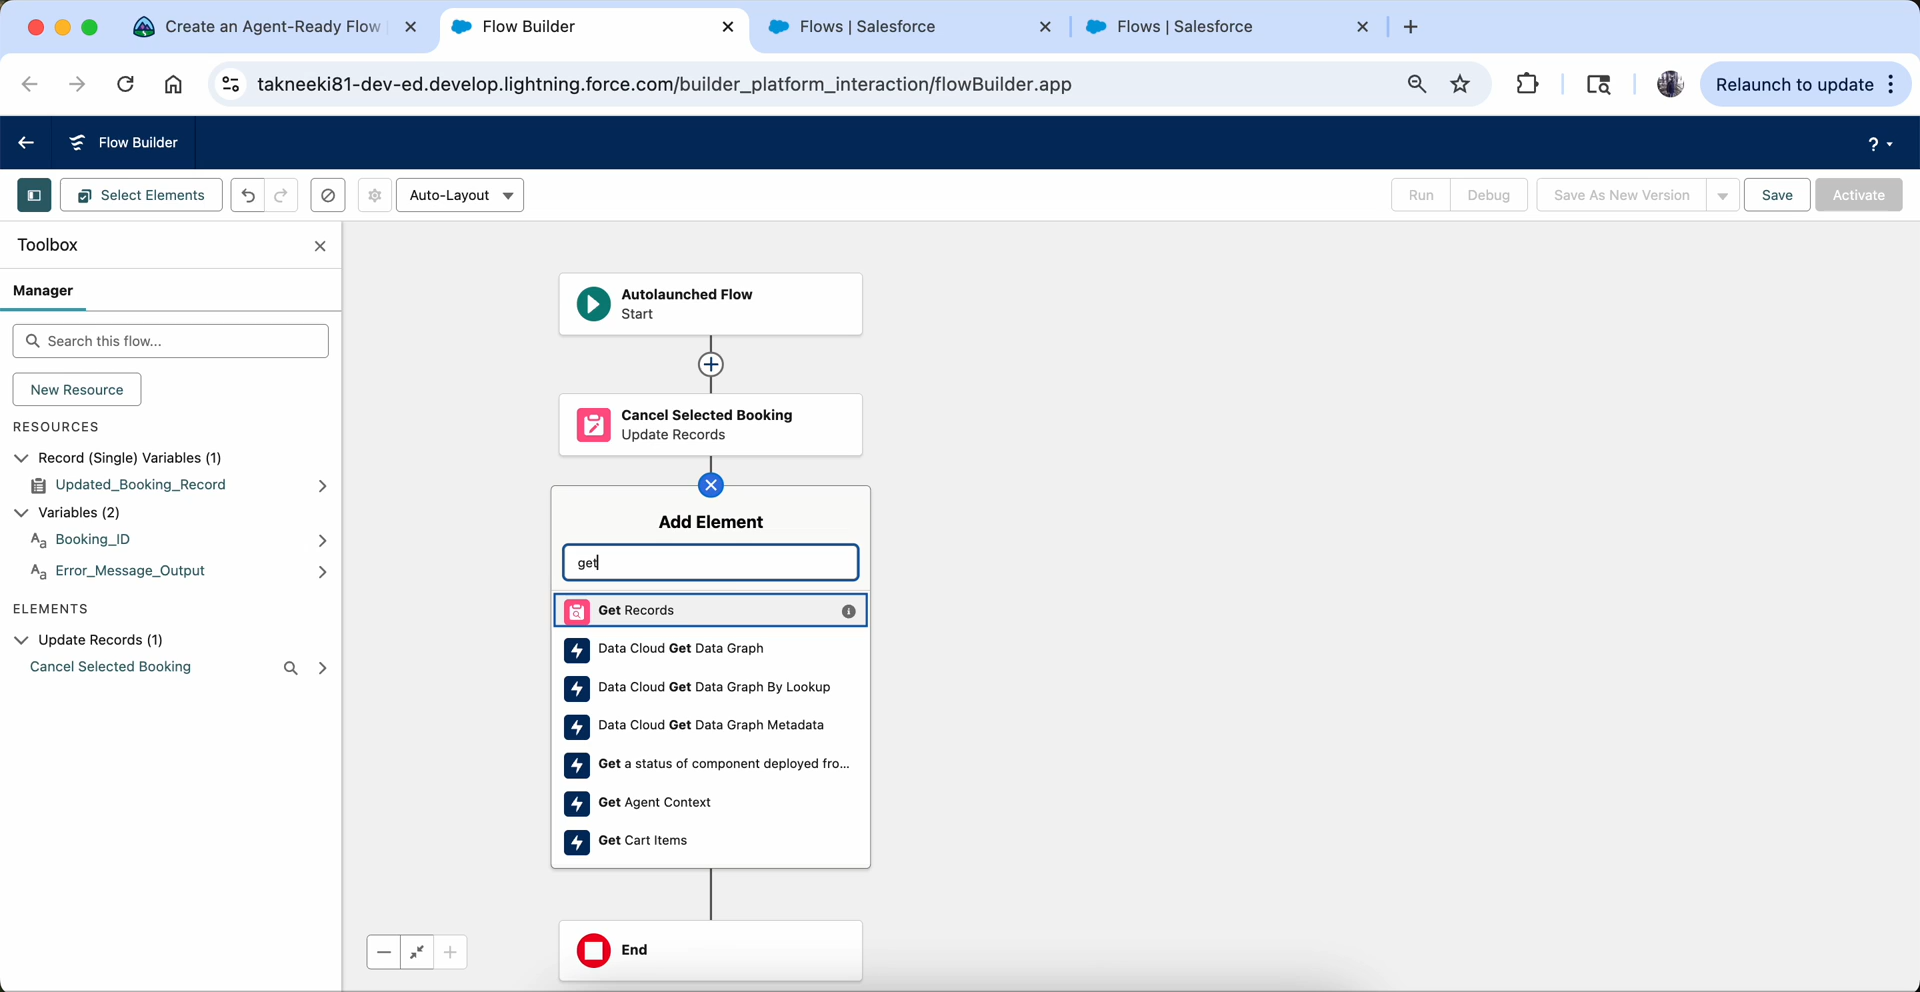 Create an Agent-Ready Flow
Flow Builder
Flows | Salesforce
Flows | Salesforce
takneeki81-dev-ed.develop.lightning.force.com/builder_platform_interaction/flowBuilder.app
Relaunch to update
Flow Builder
?
Select Elements
Auto-Layout
Run
Debug
Save As New Version
Save
Activate
Toolbox
Manager
Search this flow...
New Resource
RESOURCES
Record (Single) Variables (1)
Updated_Booking_Record
Variables (2)
Booking_ID
Error_Message_Output
ELEMENTS
Update Records (1)
Cancel Selected Booking
Autolaunched Flow
Start
Cancel Selected Booking
Update Records
Add Element
get
Get Records
Data Cloud Get Data Graph
Data Cloud Get Data Graph By Lookup
Data Cloud Get Data Graph Metadata
Get a status of component deployed fro...
Get Agent Context
Get Cart Items
End